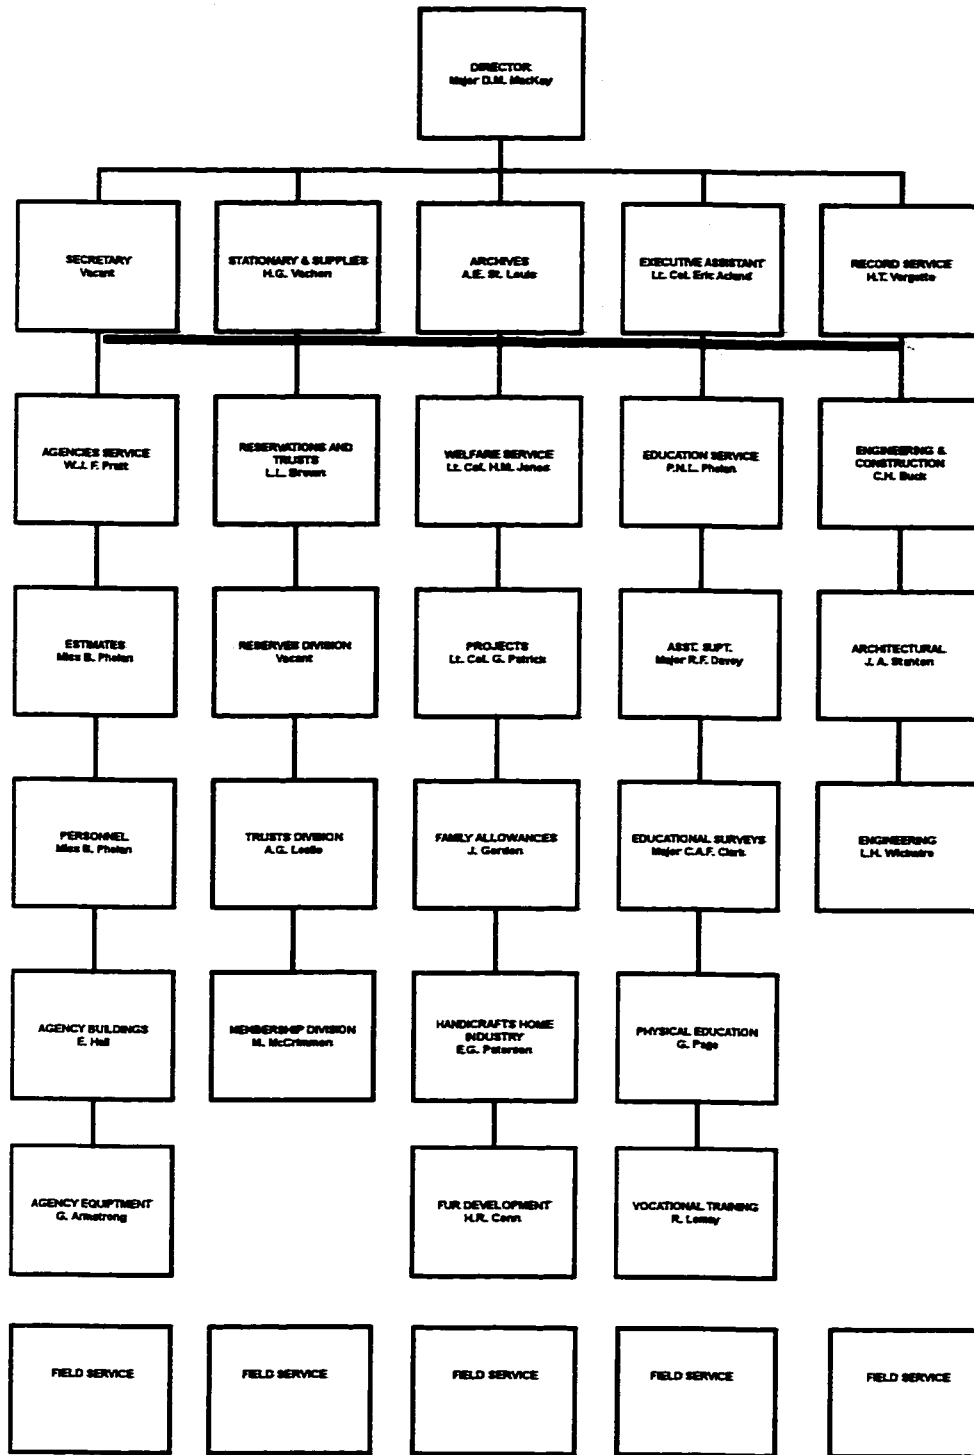 DIRECTOR
Major D.M. MacKay
SECRETARY
Vacant
STATIONARY & SUPPLIES
H.G. Vachon
ARCHIVES
A.E. St. Louis
EXECUTIVE ASSISTANT
Lt. Col. Eric Acland
RECORD SERVICE
H.T. Vergette
AGENCIES SERVICE
W.J. F. Pratt
RESERVATIONS AND
TRUSTS
L.L. Brown
WELFARE SERVICE
Lt. Col. H.M. Jones
EDUCATION SERVICE
P.N.L. Phelan
ENGINEERING &
CONSTRUCTION
C.H. Buck
ESTIMATES
Miss B. Phelan
RESERVES DIVISION
Vacant
PROJECTS
Lt. Col. G. Patrick
ASST. SUPT.
Major R.F. Davey
ARCHITECTURAL
J. A. Stanton
PERSONNEL
Miss B. Phelan
TRUSTS DIVISION
A.G. Leslie
FAMILY ALLOWANCES
J. Gordon
EDUCATIONAL SURVEYS
Major C.A.F. Clark
ENGINEERING
L.H. Wickwire
AGENCY BUILDINGS
E. Hall
MEMBERSHIP DIVISION
M. McCrimmon
HANDICRAFTS HOME
INDUSTRY
E.G. Peterson
PHYSICAL EDUCATION
G. Page
AGENCY EQUIPTMENT
G. Armstrong
FUR DEVELOPMENT
H.R. Conn
VOCATIONAL TRAINING
R. Lemay
FIELD SERVICE
FIELD SERVICE
FIELD SERVICE
FIELD SERVICE
FIELD SERVICE